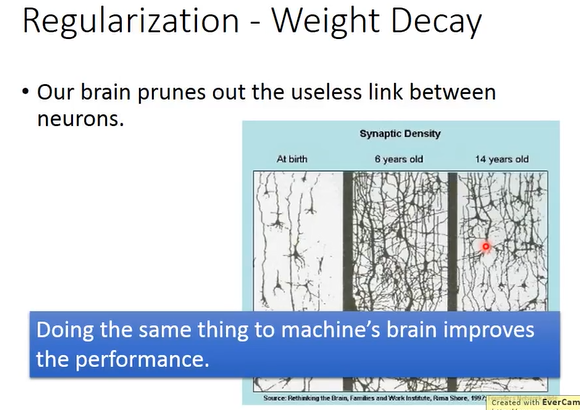 Regularization - Weight Decay
• Our brain prunes out the useless link between
neurons.
Synaptic Density
At birth 6 years old 14 years old
Doing the same thing to machine's brain improves
the performance.
Source: Rethinking the Brain, Families and Work Institute, Rima Shore, 1997
Created with EverCam